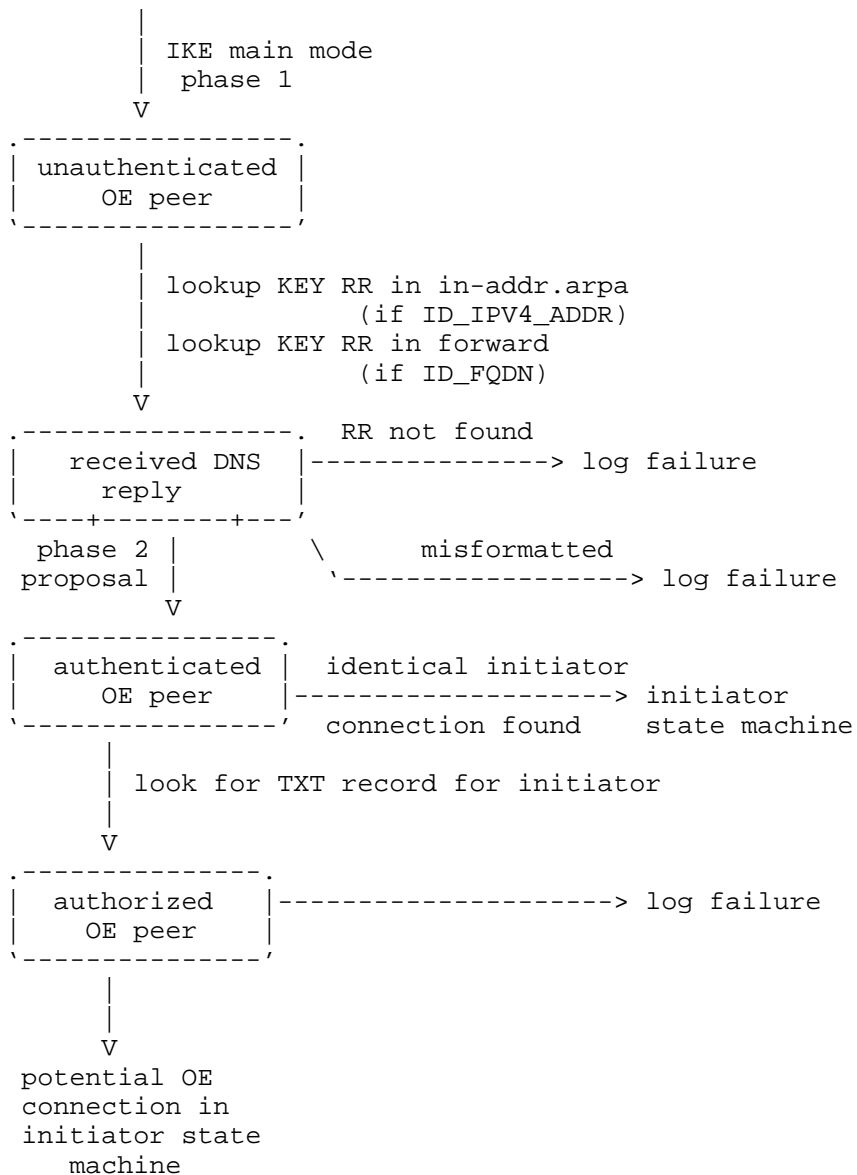 IKE main mode
phase 1
V
unauthenticated
OE peer
lookup KEY RR in in-addr.arpa
(if ID_IPV4_ADDR)
lookup KEY RR in forward
(if ID_FQDN)
V
RR not found
received DNS |---------------> log failure
reply
phase 2 | \ misformatted
proposal | '------------------> log failure
V
authenticated | identical initiator
OE peer |--------------------> initiator
connection found state machine
look for TXT record for initiator
V
authorized |---------------------> log failure
OE peer
V
potential OE
connection in
initiator state
machine